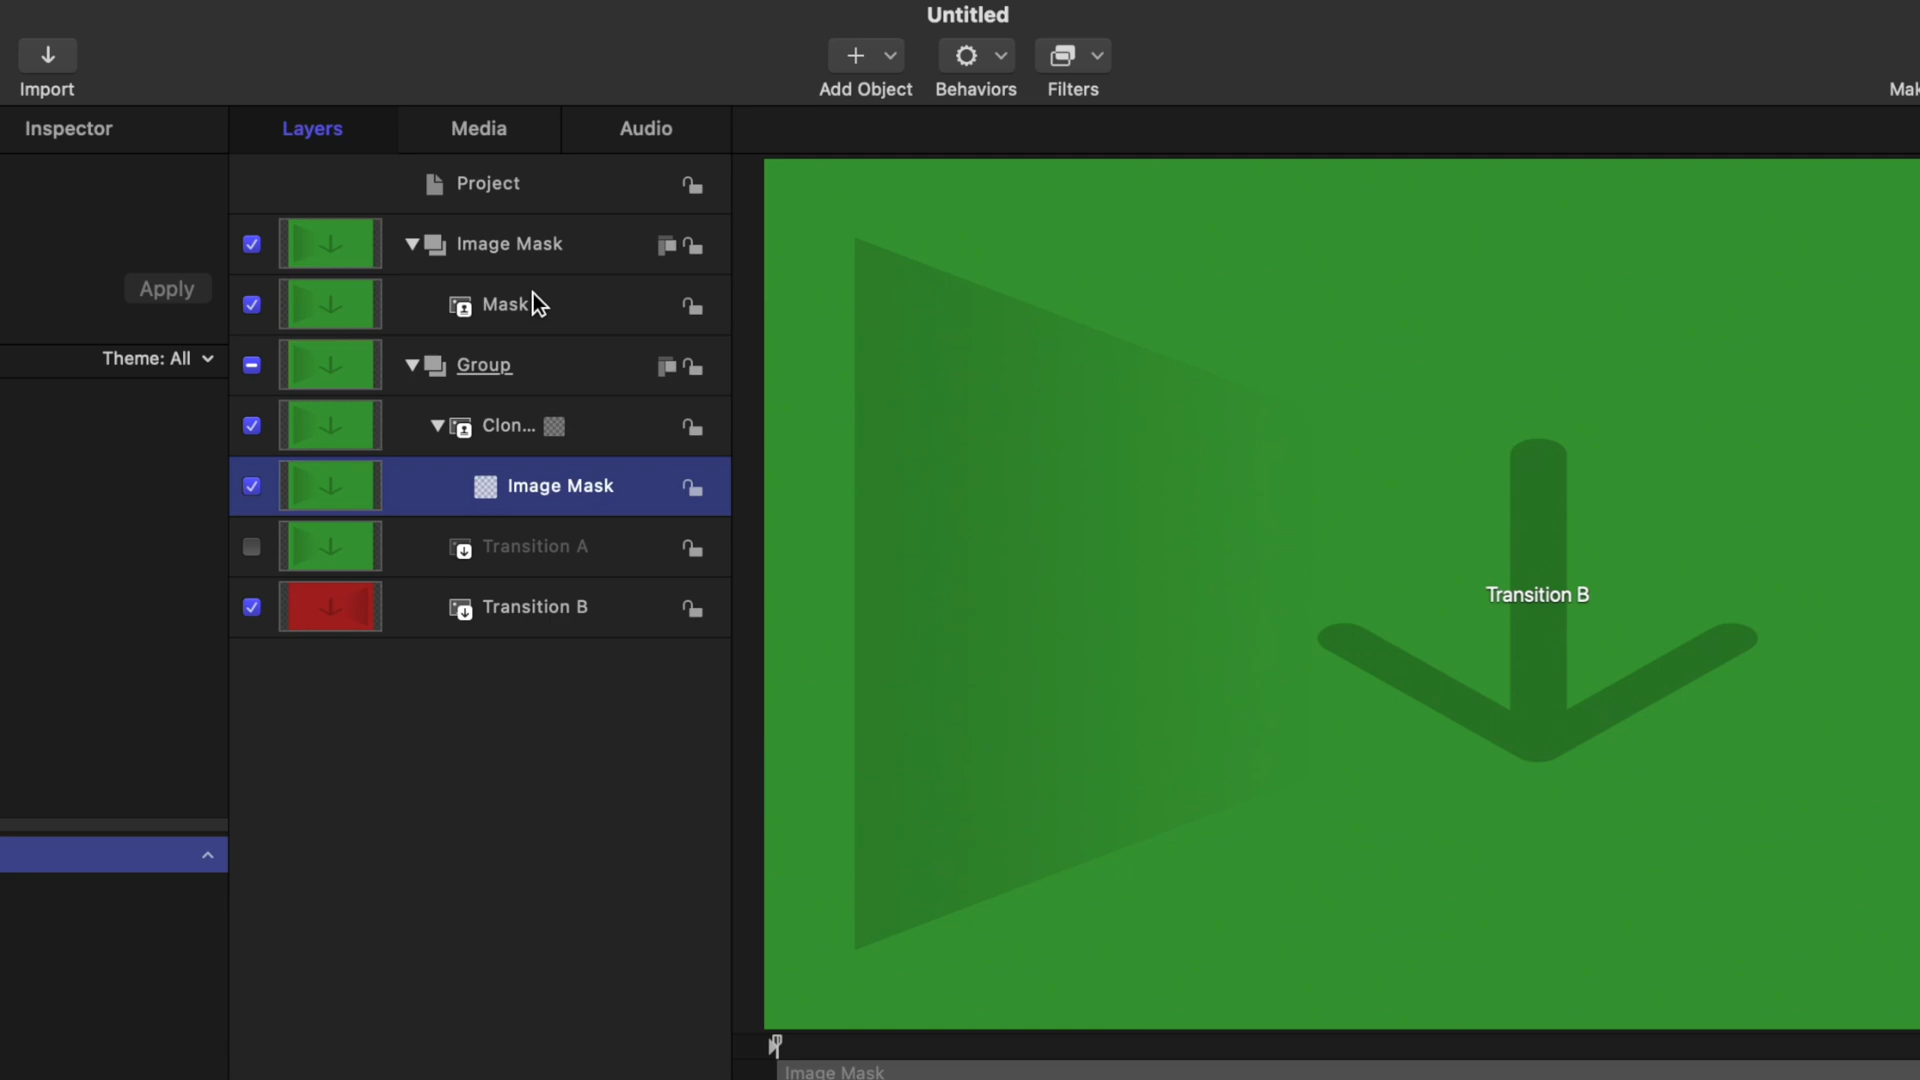 Untitled
Import
Add Object
Behaviors
Filters
Mak
Inspector
Layers
Media
Audio
Project
Image Mask
Apply
Mask
Theme: All
Group
Clon...
Image Mask
Transition A
Transition B
Transition B
Image Mask